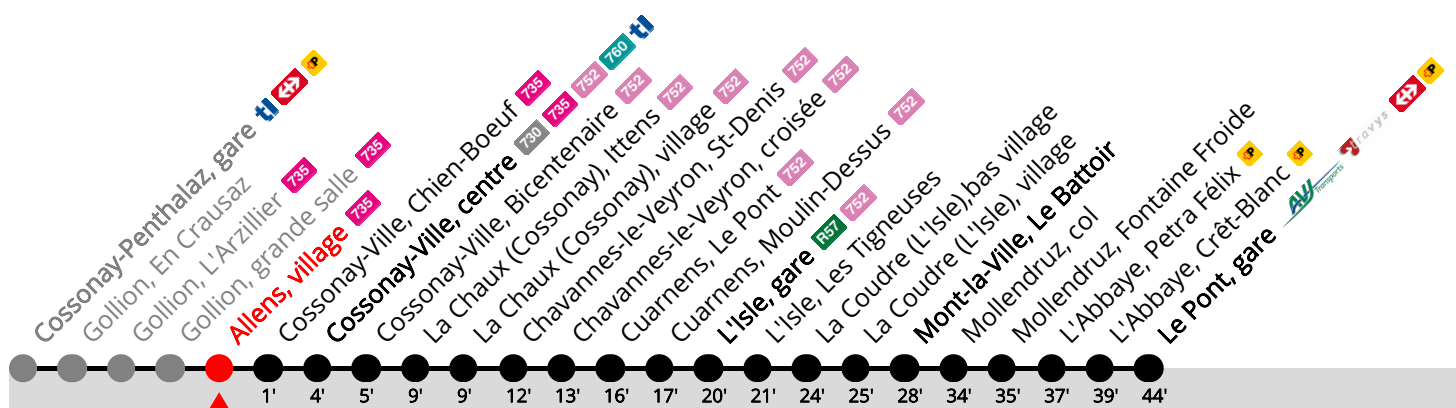 Cossonay-Penthalaz, gare tl P
Gollion, En Crausaz
Gollion, L'Arzillier 735
Gollion, grande salle 735
Allens, village 735
Cossonay-Ville, Chien-Boeuf 735
Cossonay-Ville, centre 730 735 752 760 tl
Cossonay-Ville, Bicentenaire 752
La Chaux (Cossonay), Ittens 752
La Chaux (Cossonay), village 752
Chavannes-le-Veyron, St-Denis 752
Chavannes-le-Veyron, croisée 752
Cuarnens, Le Pont 752
Cuarnens, Moulin-Dessus 752
L'Isle, gare R57 752
L'Isle, Les Tigneuses
La Coudre (L'Isle),bas village
La Coudre (L'Isle), village
Mont-la-Ville, Le Battoir
Mollendruz, col
Mollendruz, Fontaine Froide
L'Abbaye, Petra Félix P
L'Abbaye, Crêt-Blanc P
Le Pont, gare AVJ Transports travys P
1' 4' 5' 9' 9' 12' 13' 16' 17' 20' 21' 24' 25' 28' 34' 35' 37' 39' 44'